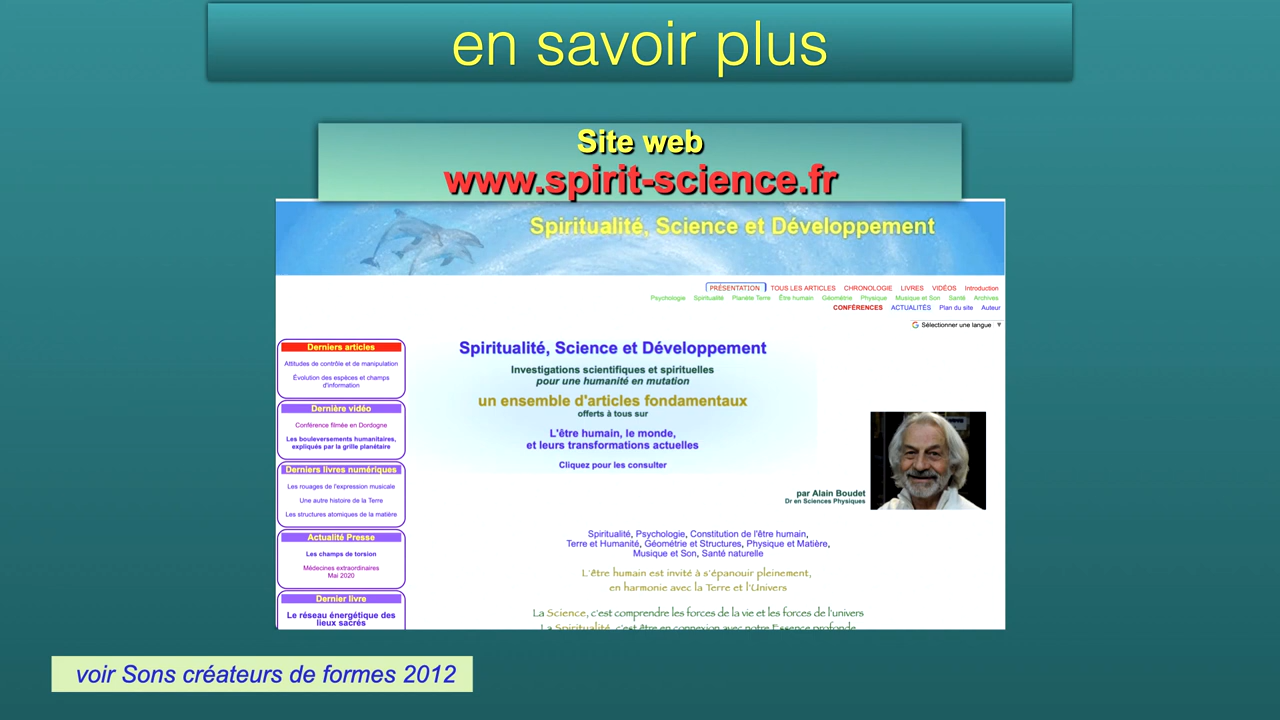 en savoir plus
Site web
www.spirit-science.fr
Spiritualité, Science et Développement
PRÉSENTATION TOUS LES ARTICLES CHRONOLOGIE LIVRES VIDÉOS Introduction
Psychologie Spiritualité Planète Terre Être humain Géométrie Physique Musique et Son Santé Archives
CONFÉRENCES ACTUALITÉS Plan du site Auteur
Sélectionner une langue
Derniers articles
Attitudes de contrôle et de manipulation
Évolution des espèces et champs
d'information
Dernière vidéo
Conférence filmée en Dordogne
Les bouleversements humanitaires,
expliqués par la grille planétaire
Derniers livres numériques
Les rouages de l'expression musicale
Une autre histoire de la Terre
Les structures atomiques de la matière
Actualité Presse
Les champs de torsion
Médecines extraordinaires
Mai 2020
Dernier livre
Le réseau énergétique des
lieux sacrés
Spiritualité, Science et Développement
Investigations scientifiques et spirituelles
pour une humanité en mutation
un ensemble d'articles fondamentaux
offerts à tous sur
L'être humain, le monde,
et leurs transformations actuelles
Cliquez pour les consulter
par Alain Boudet
Dr en Sciences Physiques
Spiritualité, Psychologie, Constitution de l'être humain,
Terre et Humanité, Géométrie et Structures, Physique et Matière,
Musique et Son, Santé naturelle
L'être humain est invité à s'épanouir pleinement,
en harmonie avec la Terre et l'Univers
La Science, c'est comprendre les forces de la vie et les forces de l'univers
La Spiritualité, c'est être en connexion avec notre Essence profonde
voir Sons créateurs de formes 2012